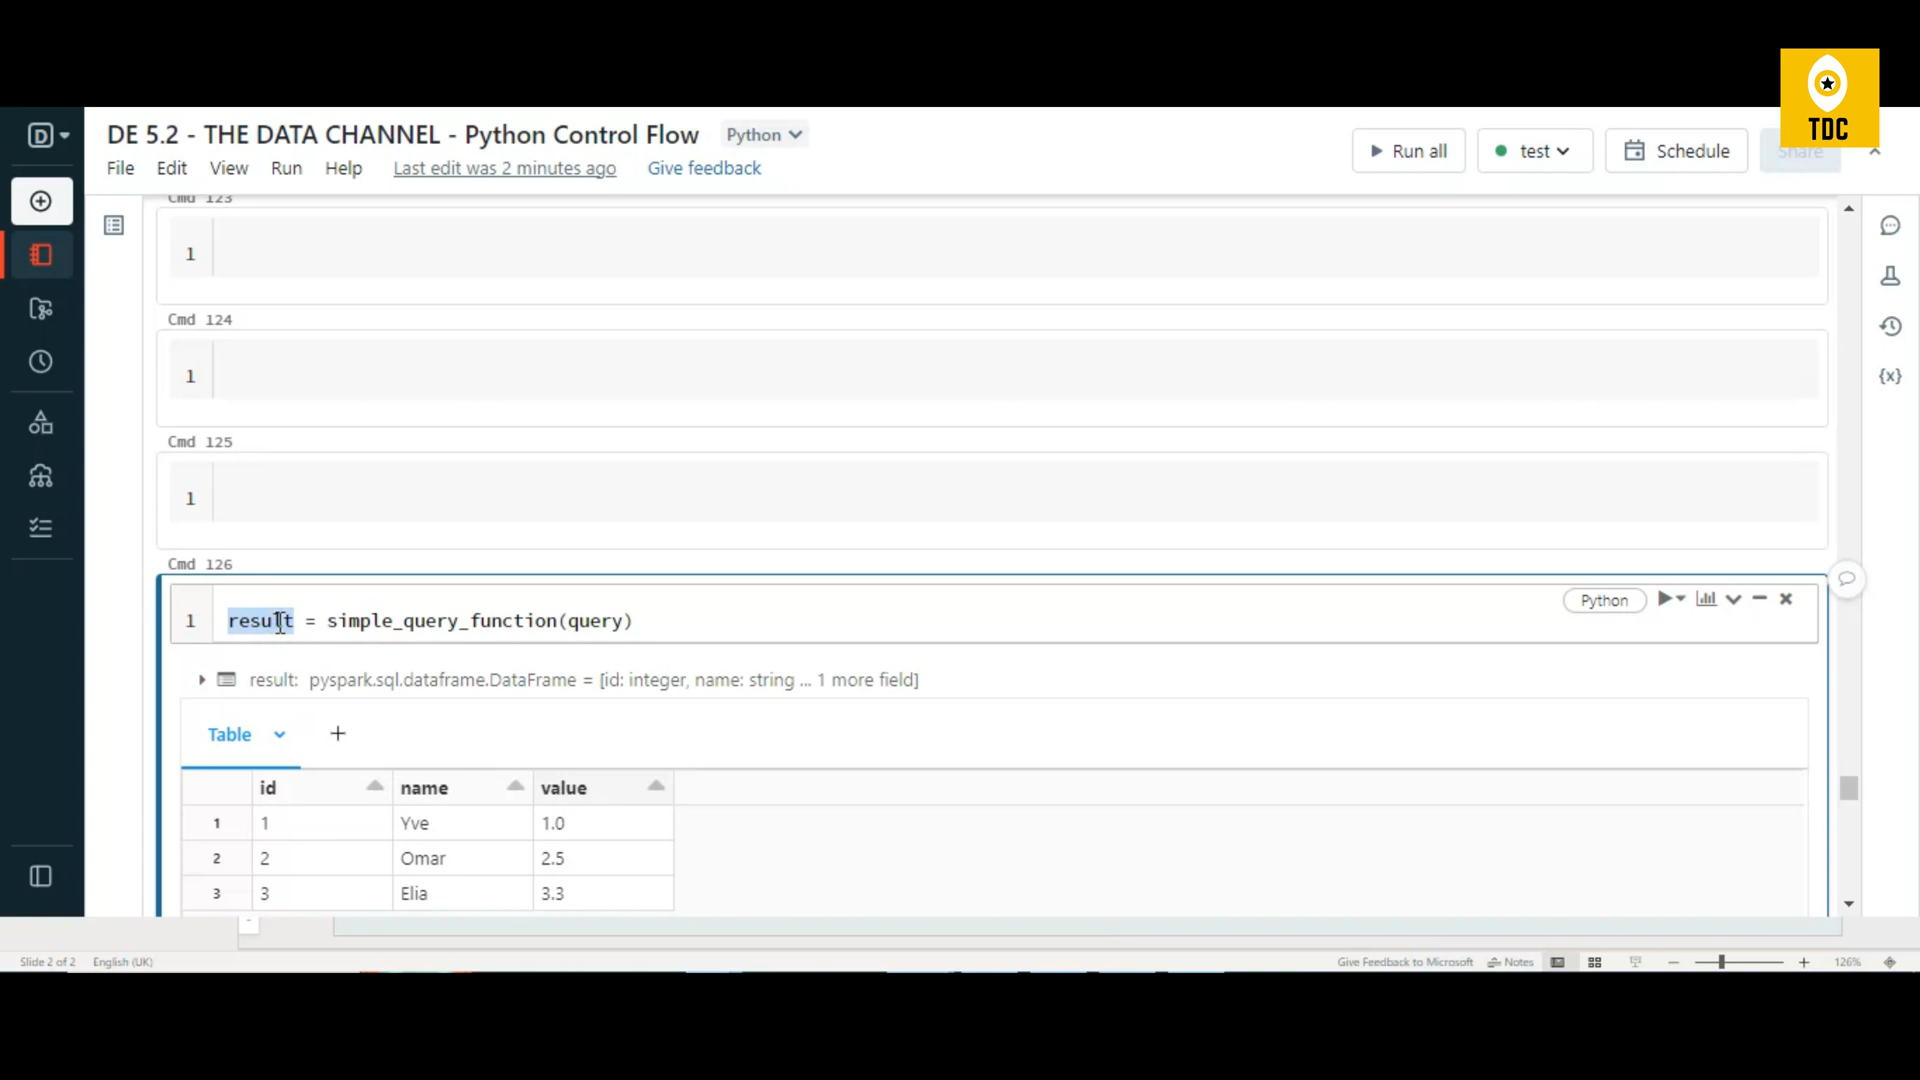 TDC
DE 5.2 - THE DATA CHANNEL - Python Control Flow
Python
File Edit View Run Help Last edit was 2 minutes ago Give feedback
Run all
test
Schedule
Share
Cmd 123
1
Cmd 124
1
Cmd 125
1
Cmd 126
1 result = simple_query_function(query)
Python
result: pyspark.sql.dataframe.DataFrame = [id: integer, name: string ... 1 more field]
Table +
id name value
1 1 Yve 1.0
2 2 Omar 2.5
3 3 Elia 3.3
Slide 2 of 2 English (UK) Give Feedback to Microsoft Notes 126%